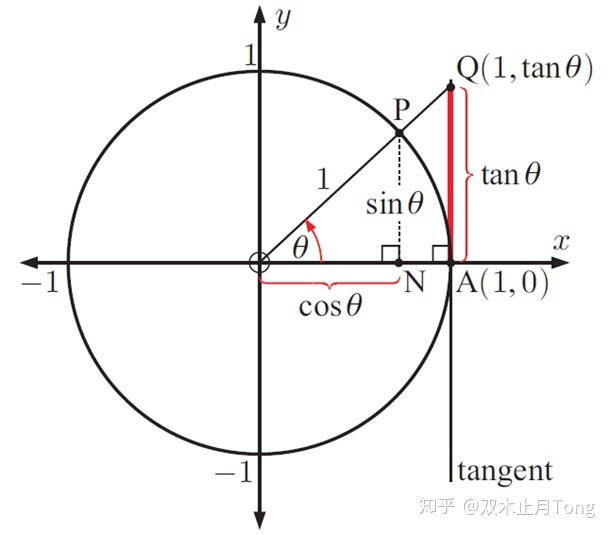 y
1
Q(1, tan θ)
P
1
tan θ
sin θ
θ
x
−1
N
A(1, 0)
cos θ
−1
tangent
知乎 @双木止月Tong